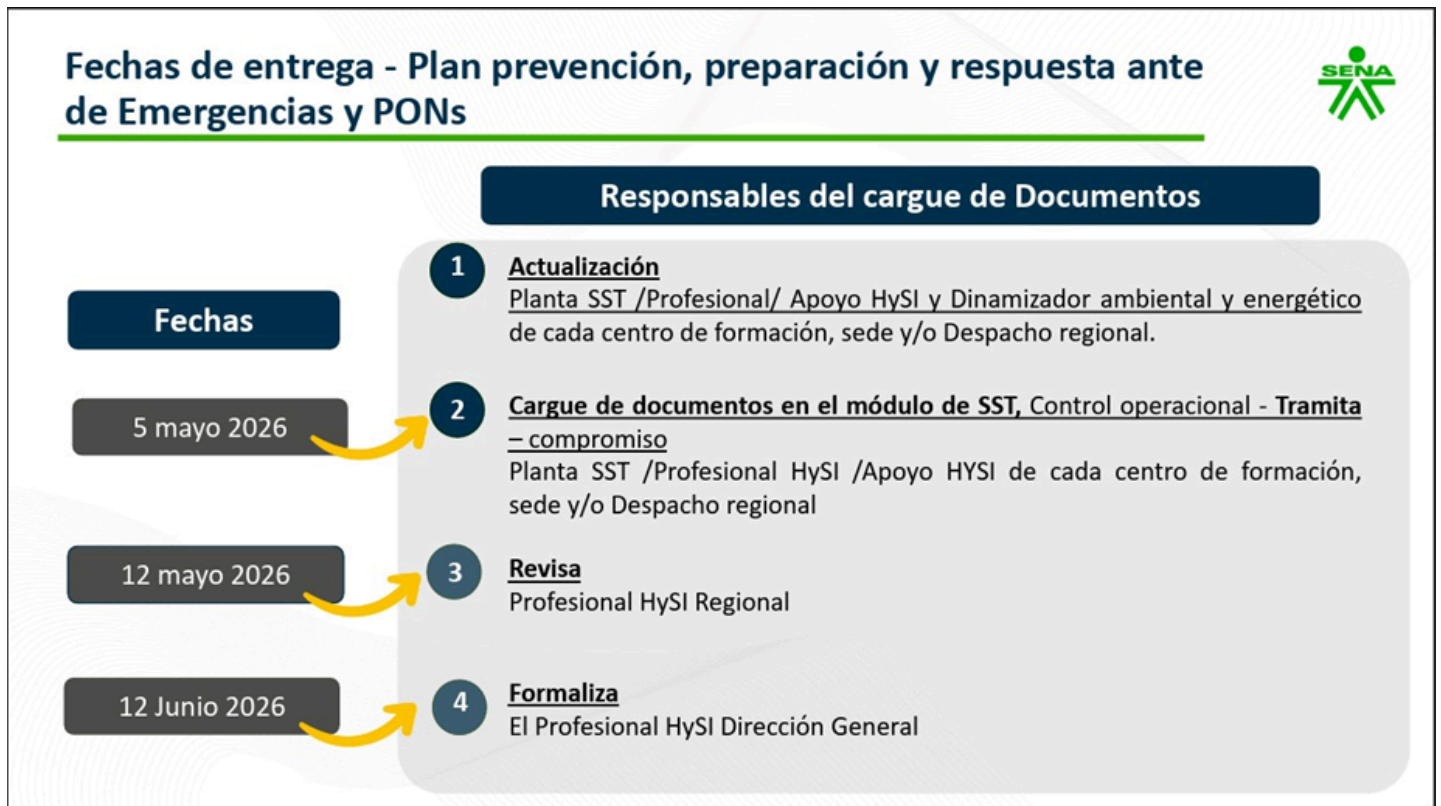 Fechas de entrega - Plan prevención, preparación y respuesta ante
de Emergencias y PONs
SENA
Responsables del cargue de Documentos
Fechas
1
Actualización
Planta SST /Profesional/ Apoyo HySI y Dinamizador ambiental y energético
de cada centro de formación, sede y/o Despacho regional.
5 mayo 2026
2
Cargue de documentos en el módulo de SST, Control operacional - Tramita
– compromiso
Planta SST /Profesional HySI /Apoyo HYSI de cada centro de formación,
sede y/o Despacho regional
12 mayo 2026
3
Revisa
Profesional HySI Regional
12 Junio 2026
4
Formaliza
El Profesional HySI Dirección General